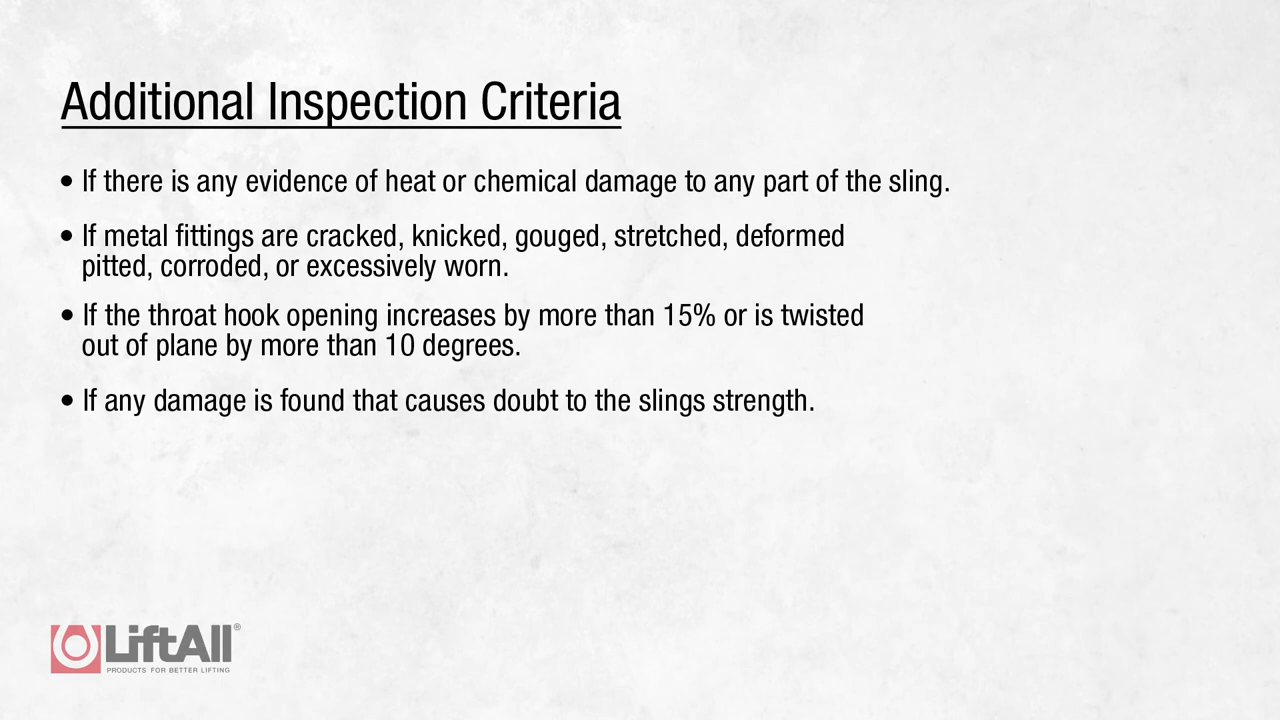 Additional Inspection Criteria
• If there is any evidence of heat or chemical damage to any part of the sling.
• If metal fittings are cracked, knicked, gouged, stretched, deformed
pitted, corroded, or excessively worn.
• If the throat hook opening increases by more than 15% or is twisted
out of plane by more than 10 degrees.
• If any damage is found that causes doubt to the slings strength.
LiftAll®
PRODUCTS FOR BETTER LIFTING